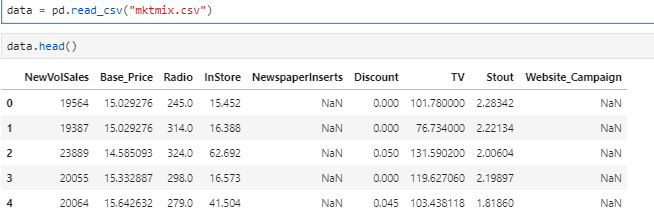 data = pd.read_csv("mktmix.csv")
data.head()
NewVolSales Base_Price Radio InStore NewspaperInserts Discount TV Stout Website_Campaign
0 19564 15.029276 245.0 15.452 NaN 0.000 101.780000 2.28342 NaN
1 19387 15.029276 314.0 16.388 NaN 0.000 76.734000 2.22134 NaN
2 23889 14.585093 324.0 62.692 NaN 0.050 131.590200 2.00604 NaN
3 20055 15.332887 298.0 16.573 NaN 0.000 119.627060 2.19897 NaN
4 20064 15.642632 279.0 41.504 NaN 0.045 103.438118 1.81860 NaN